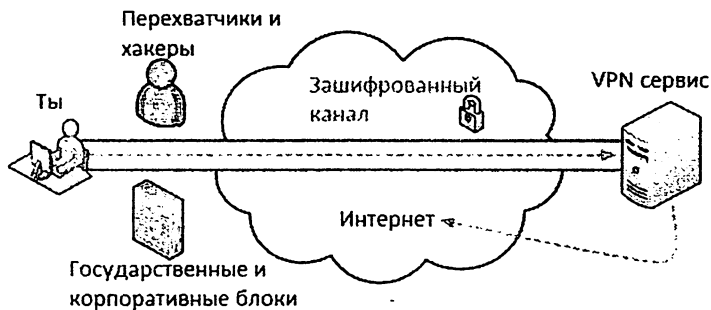 Перехватчики и
хакеры
Ты
Зашифрованный
канал
VPN сервис
Интернет
Государственные и
корпоративные блоки